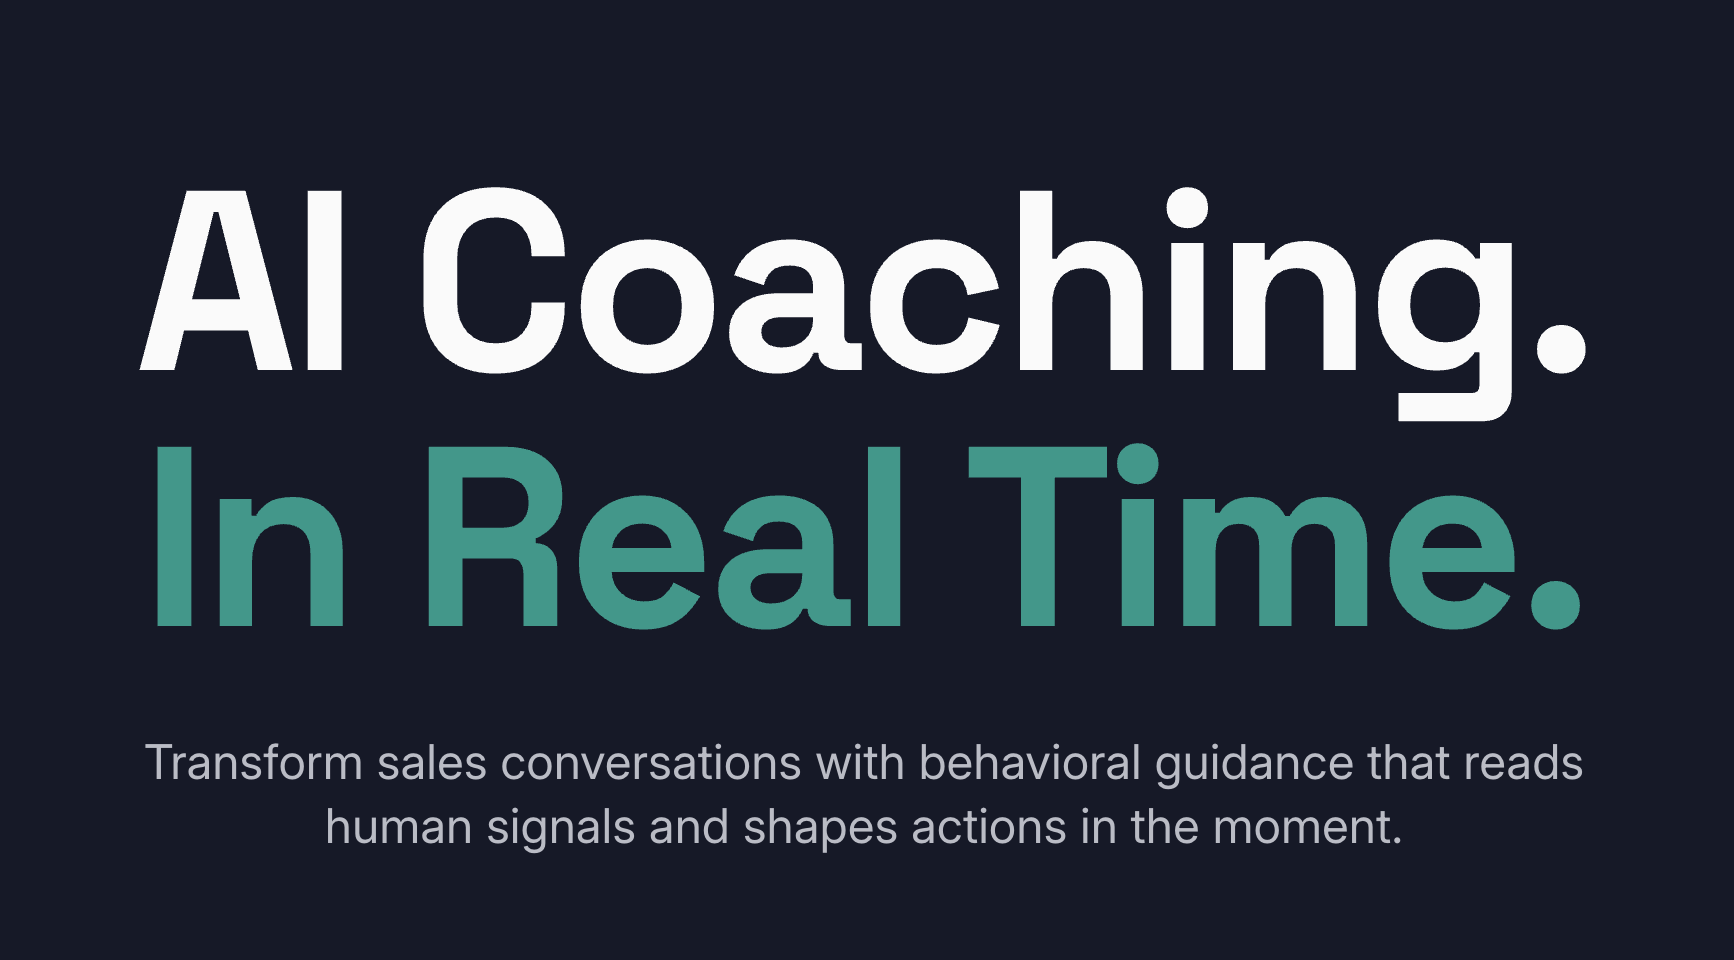 AI Coaching.
In Real Time.
Transform sales conversations with behavioral guidance that reads
human signals and shapes actions in the moment.